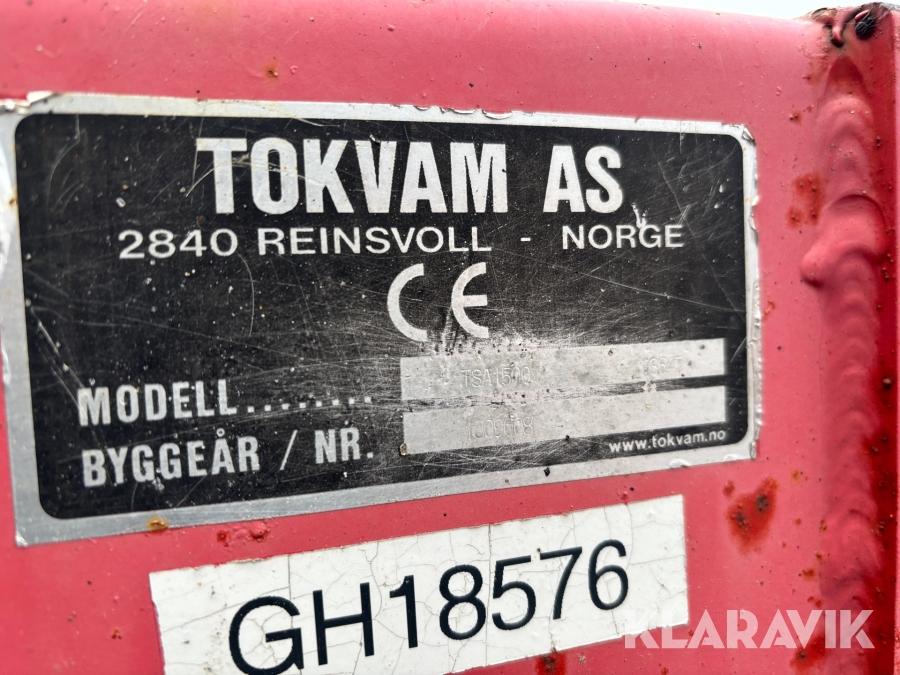 TOKVAM AS
2840 REINSVOLL - NORGE
CE
MODELL........
BYGGEÅR / NR.
www.tokvam.no
GH18576
KLARAVIK